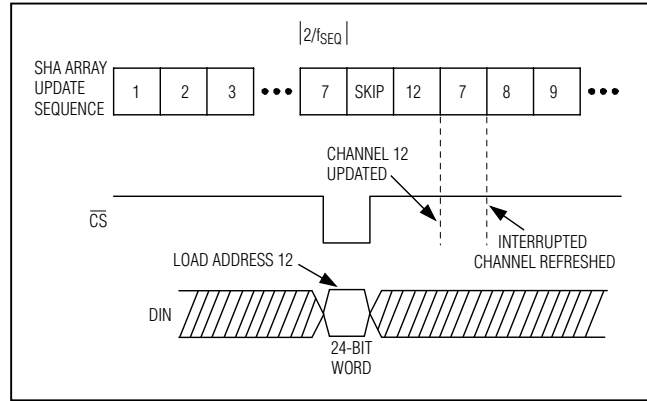 |2/fSEQ|
SHA ARRAY
UPDATE
SEQUENCE
1 2 3 ••• 7 SKIP 12 7 8 9 •••
CHANNEL 12
UPDATED
CS
INTERRUPTED
CHANNEL REFRESHED
LOAD ADDRESS 12
DIN
24-BIT
WORD